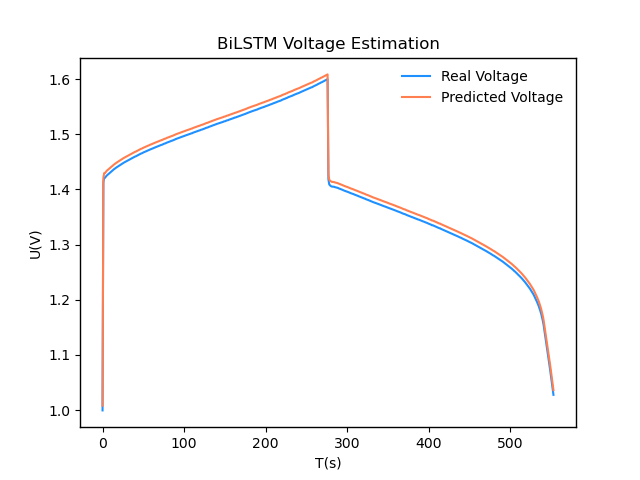 BiLSTM Voltage Estimation
Real Voltage
Predicted Voltage
U(V)
1.6
1.5
1.4
1.3
1.2
1.1
1.0
0 100 200 300 400 500
T(s)